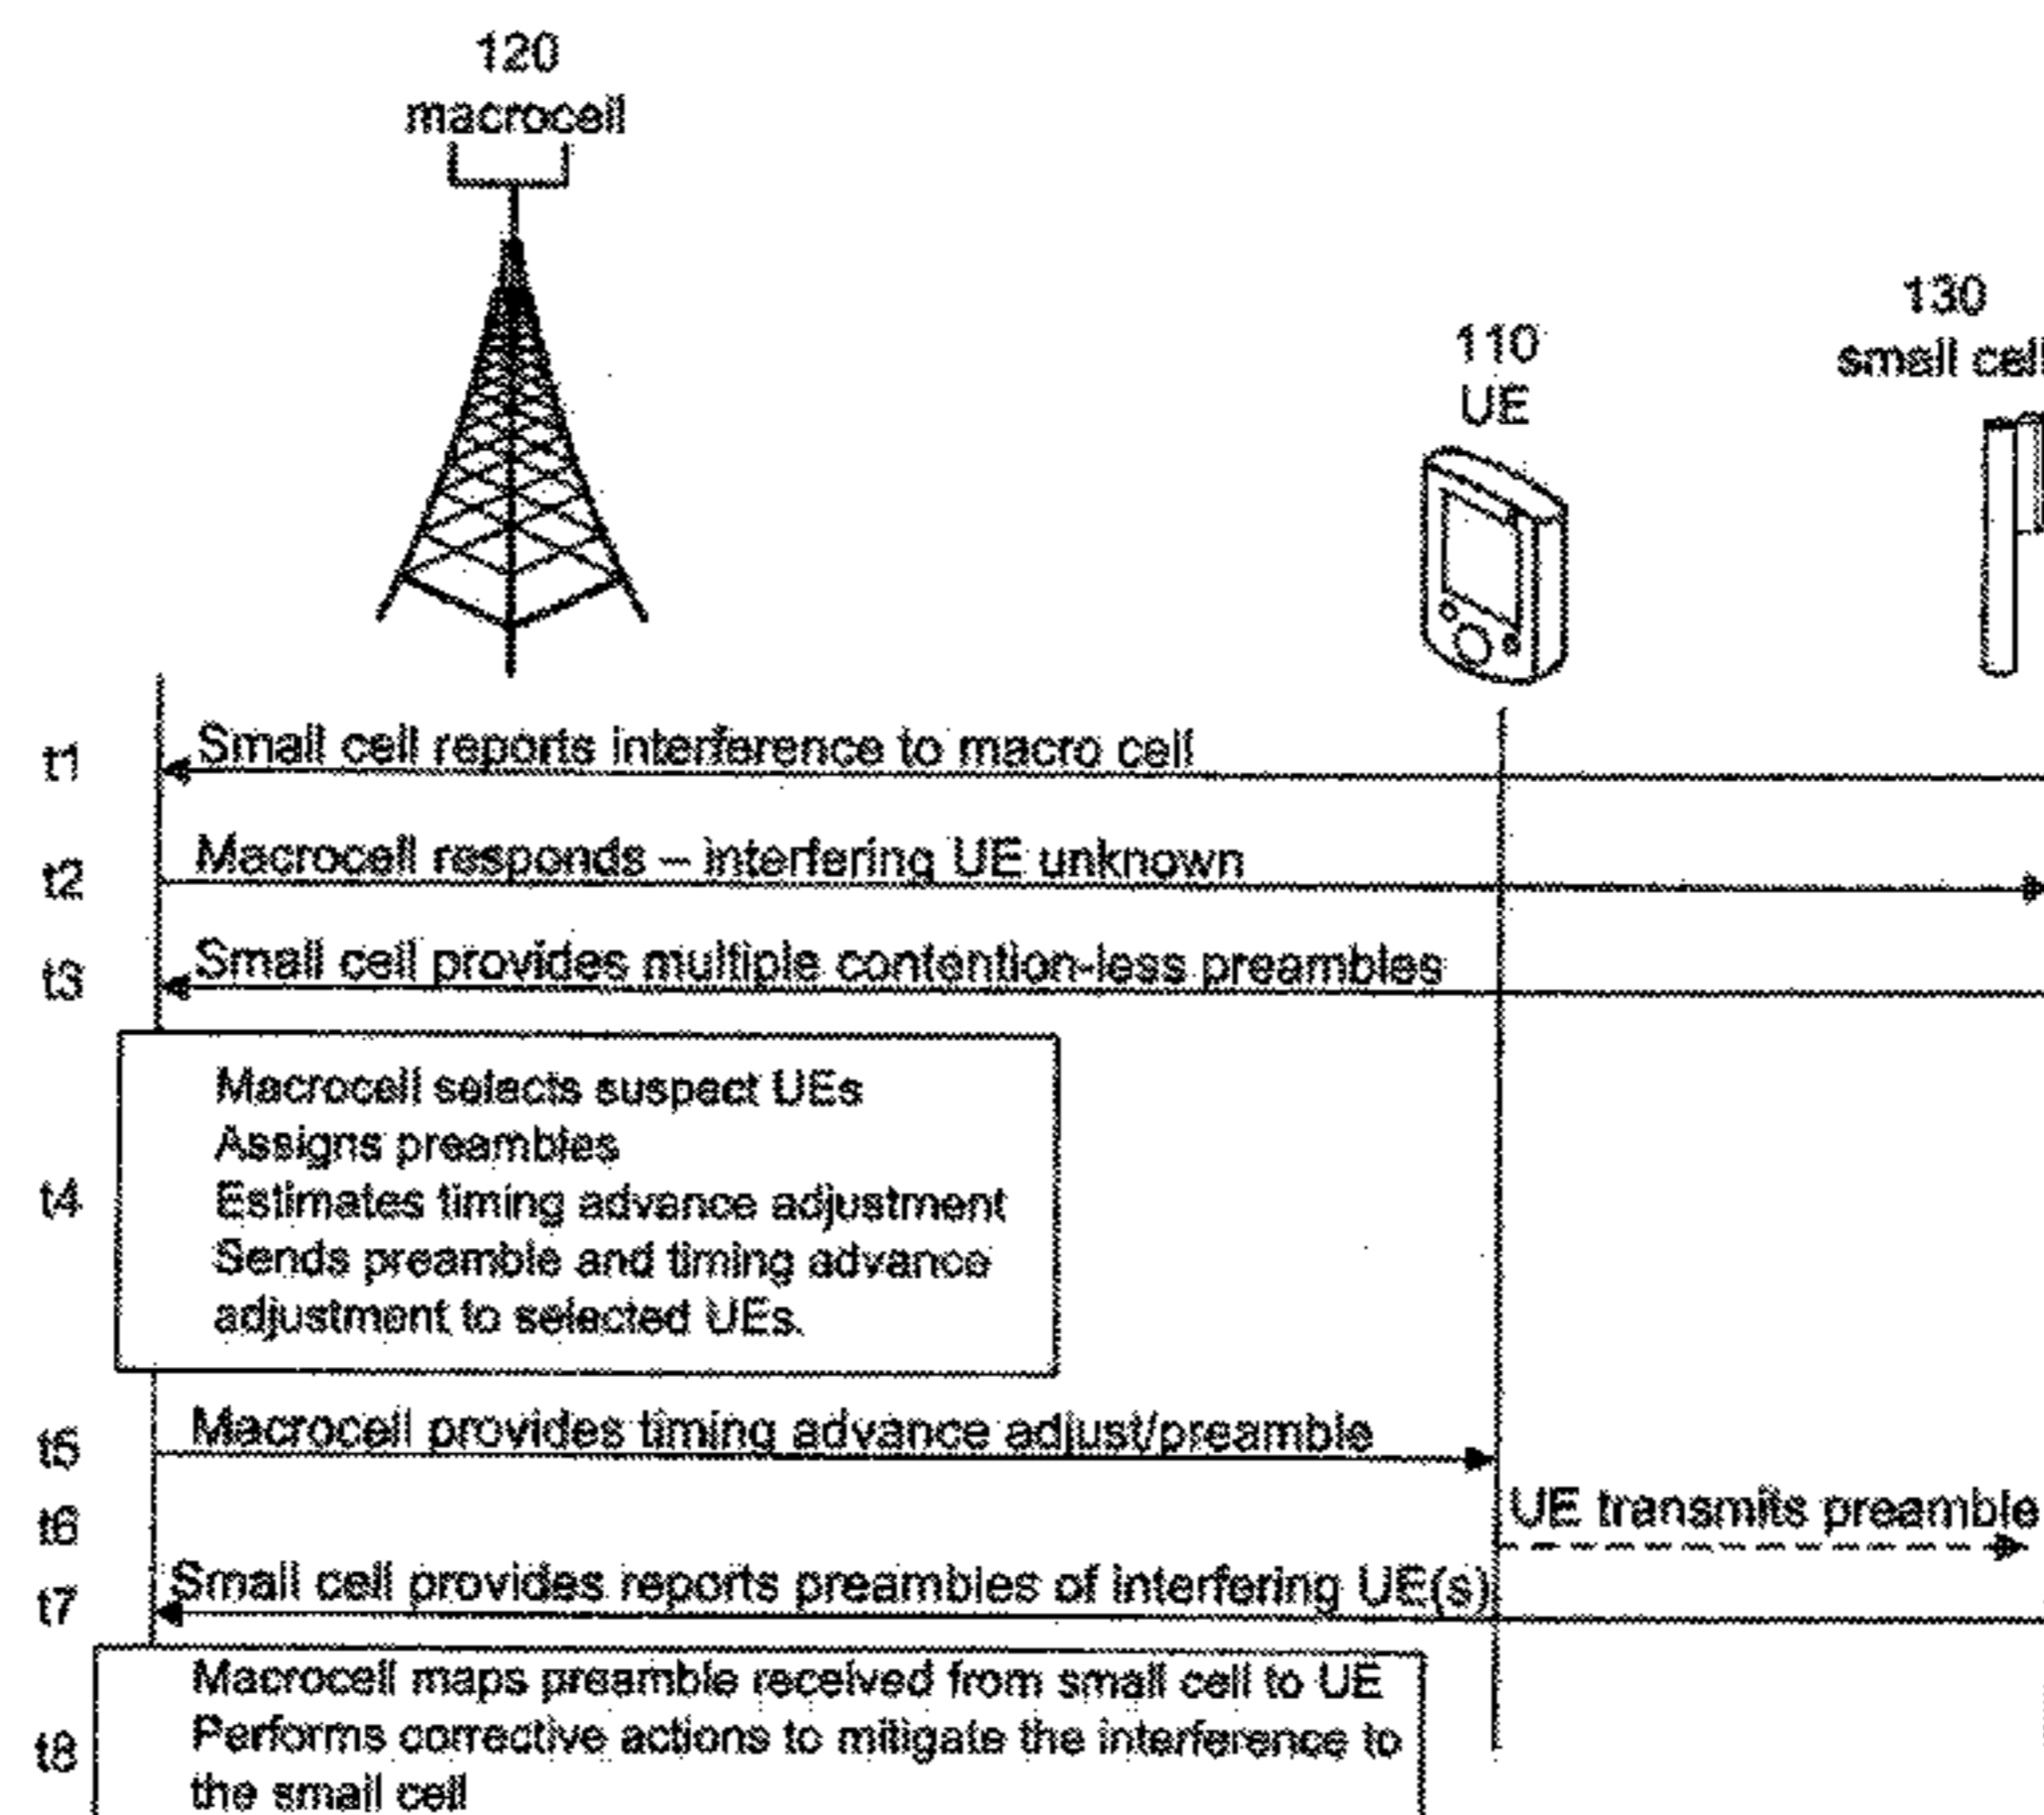 120
macrocell
130
small cell
110
UE
t1
Small cell reports interference to macro cell
t2
Macrocell responds – interfering UE unknown
t3
Small cell provides multiple contention-less preambles
t4
Macrocell selects suspect UEs
Assigns preambles
Estimates timing advance adjustment
Sends preamble and timing advance
adjustment to selected UEs.
t5
Macrocell provides timing advance adjust/preamble
t6
UE transmits preamble
t7
Small cell provides reports preambles of interfering UE(s)
t8
Macrocell maps preamble received from small cell to UE
Performs corrective actions to mitigate the interference to
the small cell